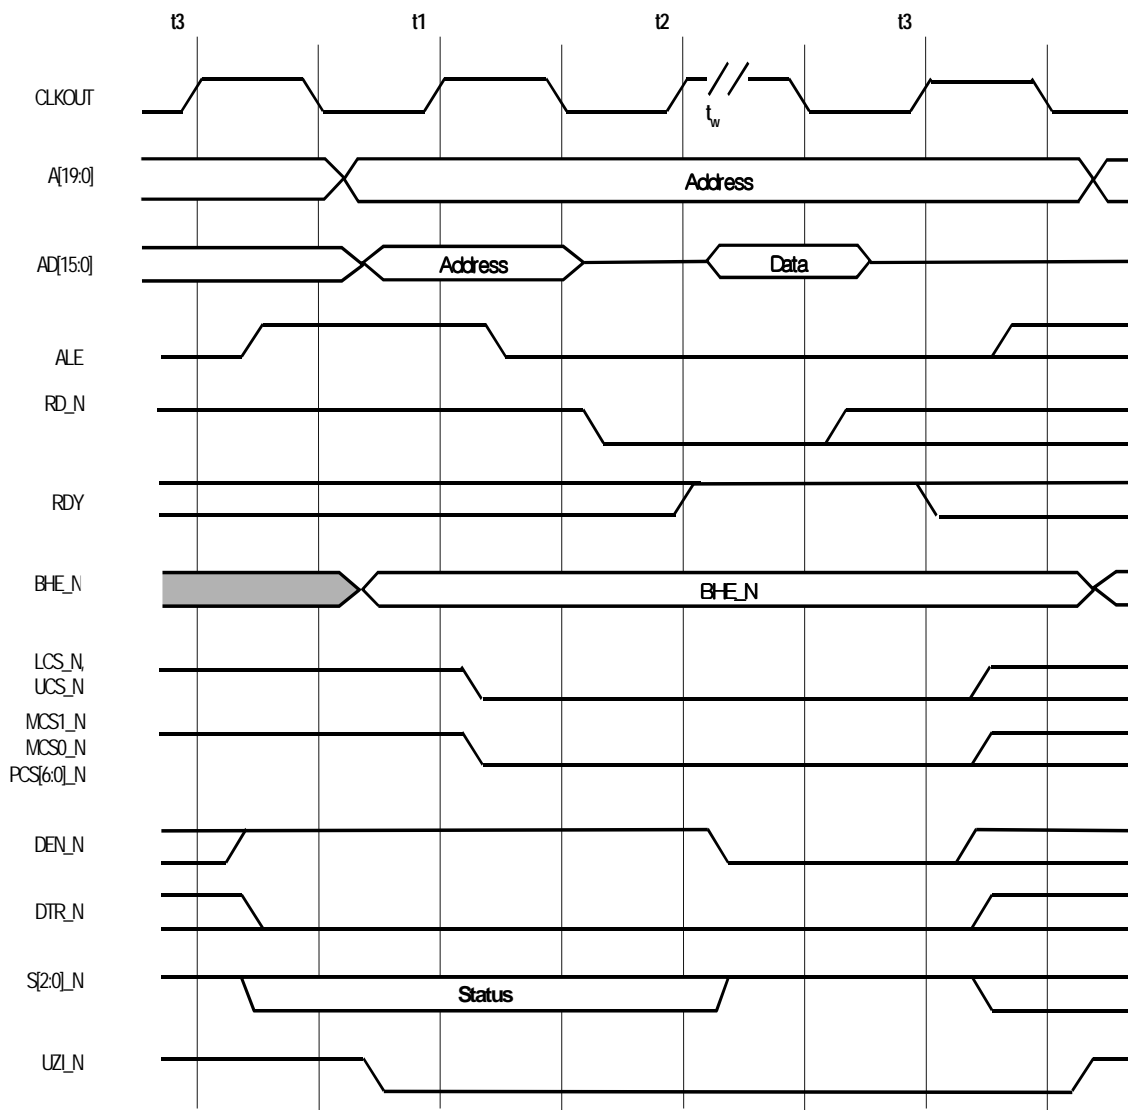 t3 t1 t2 t3
CLKOUT
t_w
A[19:0]
Address
AD[15:0]
Address Data
ALE
RD_N
RDY
BHE_N
BHE_N
LCS_N,
UCS_N
MCS1_N
MCS0_N
PCS[6:0]_N
DEN_N
DTR_N
S[2:0]_N
Status
UZI_N